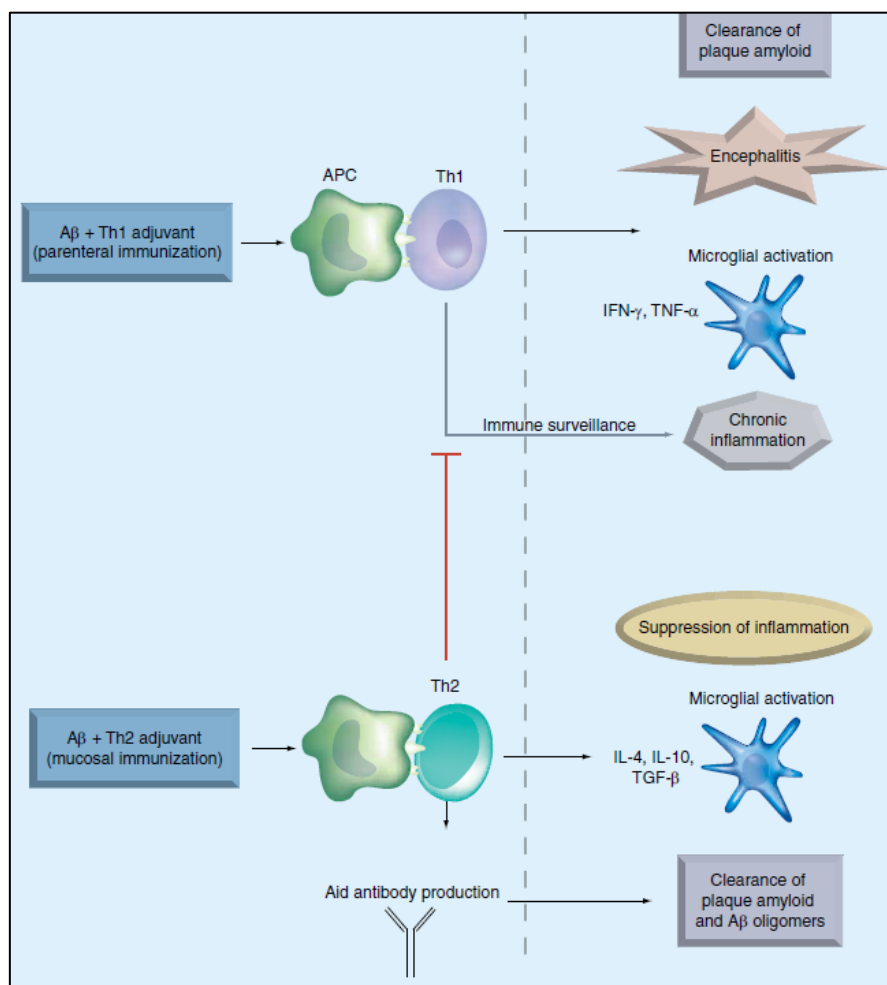 Clearance of
plaque amyloid
Encephalitis
APC
Th1
Aβ + Th1 adjuvant
(parenteral immunization)
Microglial activation
IFN-γ, TNF-α
Immune surveillance
Chronic
inflammation
Suppression of inflammation
Th2
Microglial activation
Aβ + Th2 adjuvant
(mucosal immunization)
IL-4, IL-10,
TGF-β
Aid antibody production
Clearance of
plaque amyloid
and Aβ oligomers